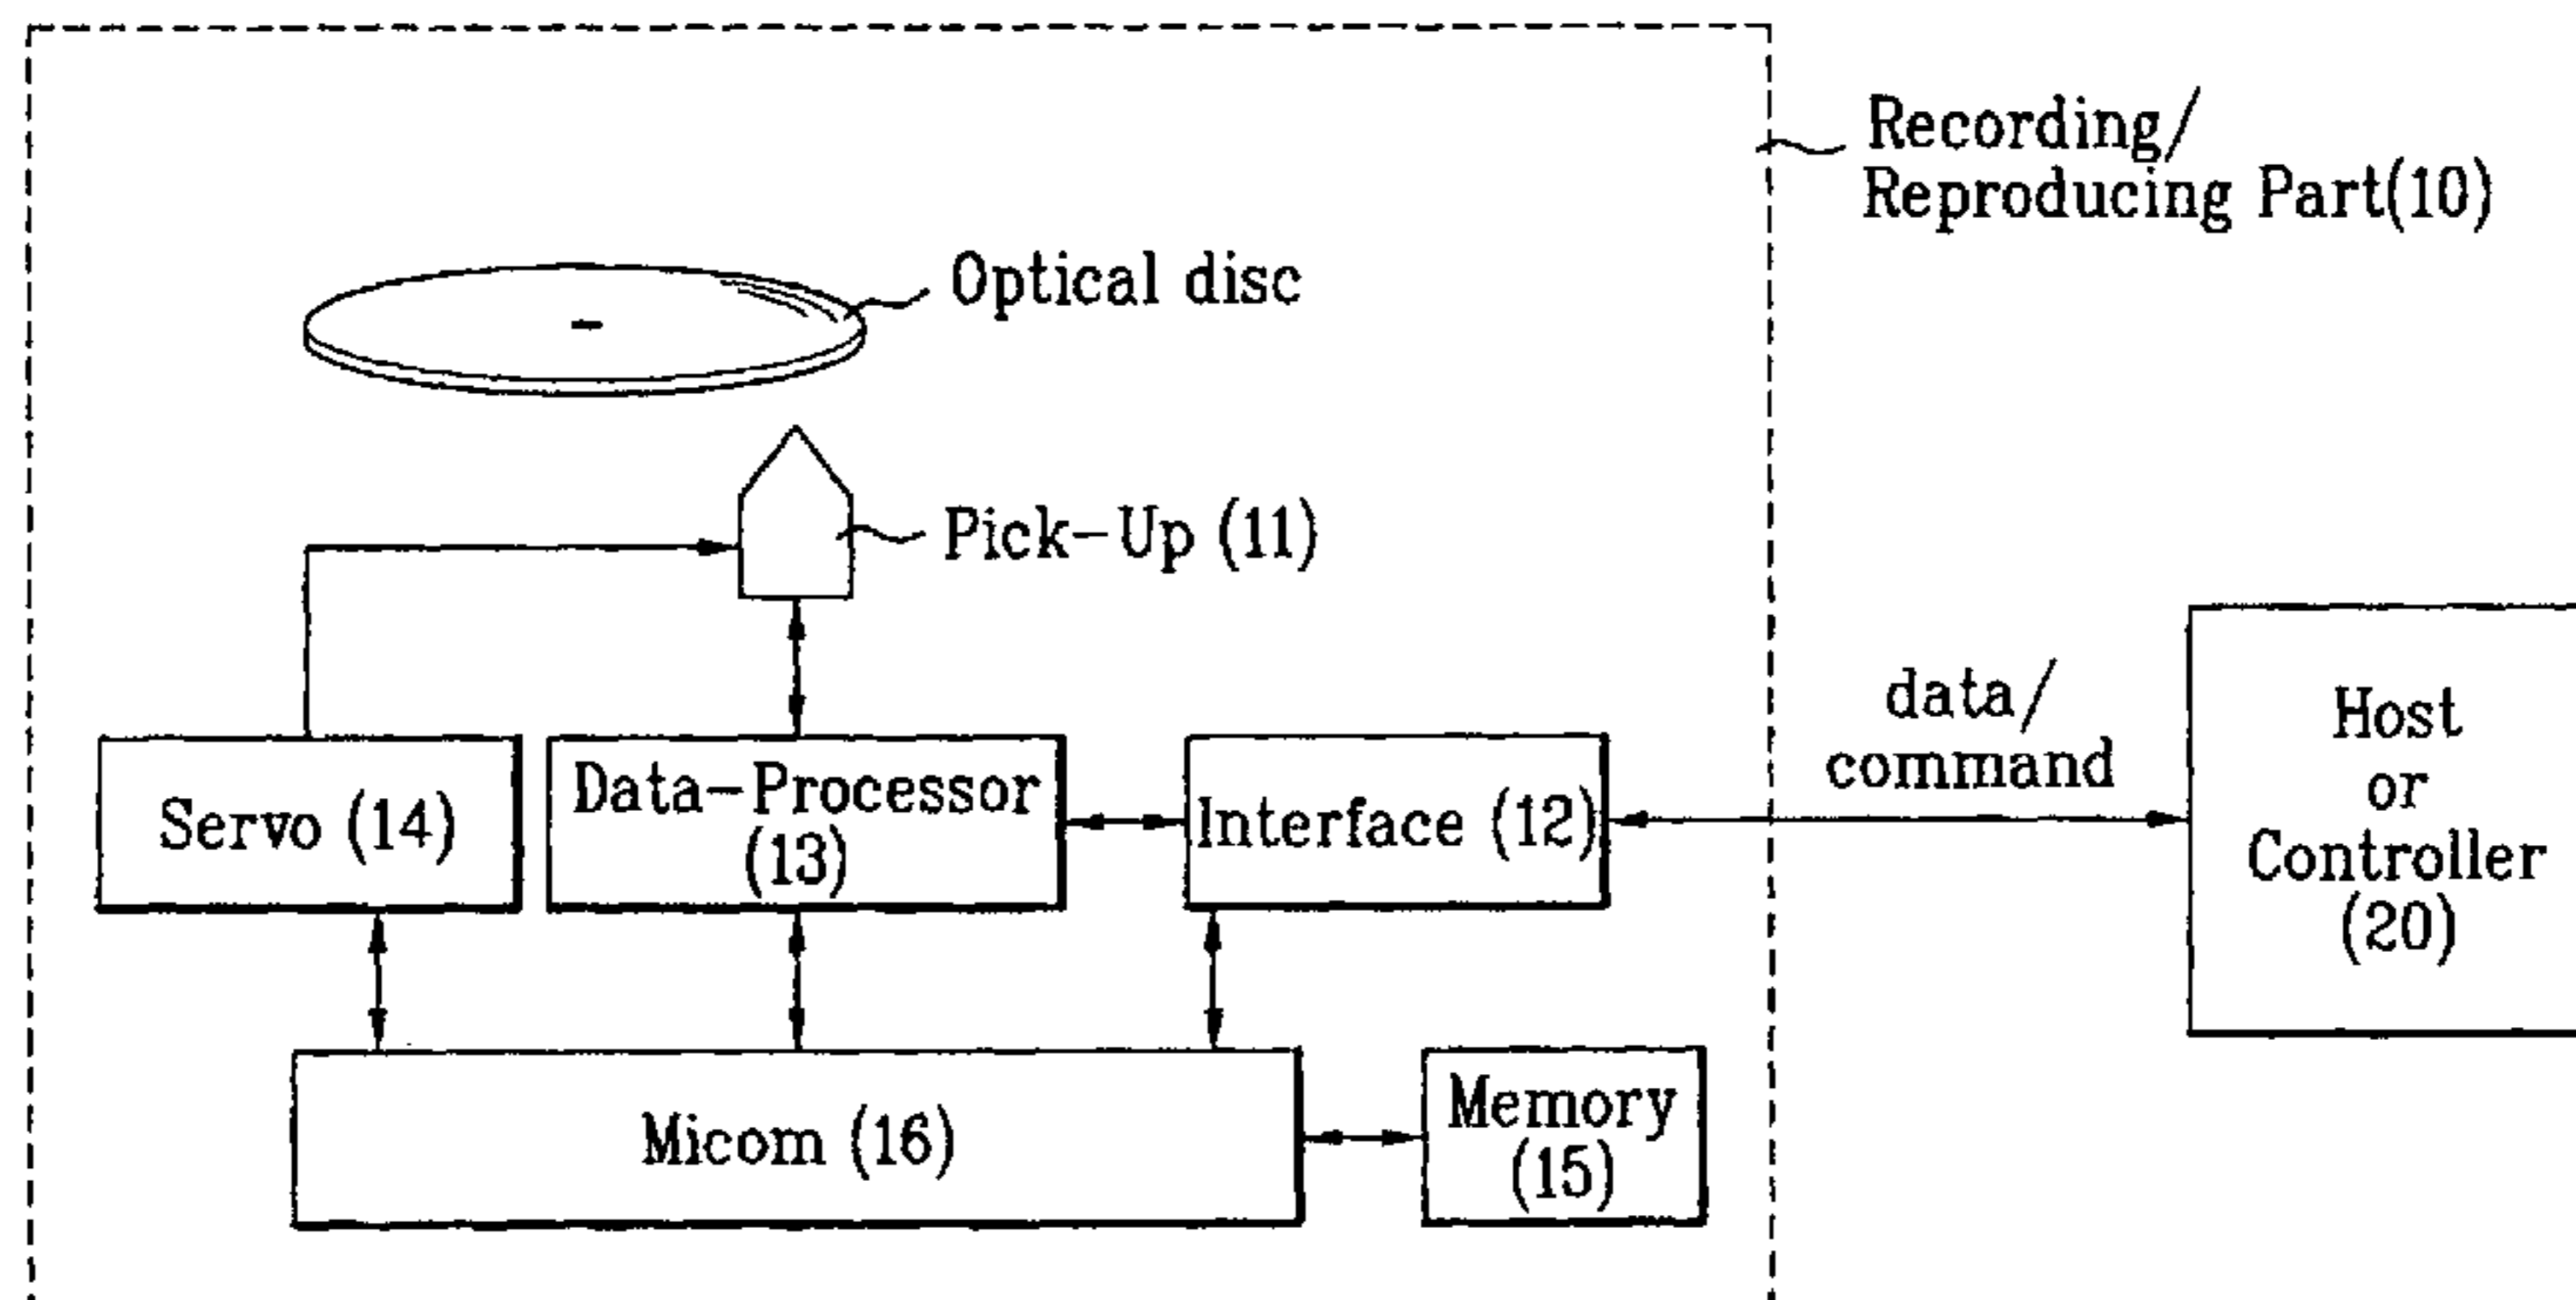 Recording/
Reproducing Part(10)
Optical disc
Pick-Up (11)
data/
command
Host
or
Controller
(20)
Servo (14)
Data-Processor
(13)
Interface (12)
Micom (16)
Memory
(15)